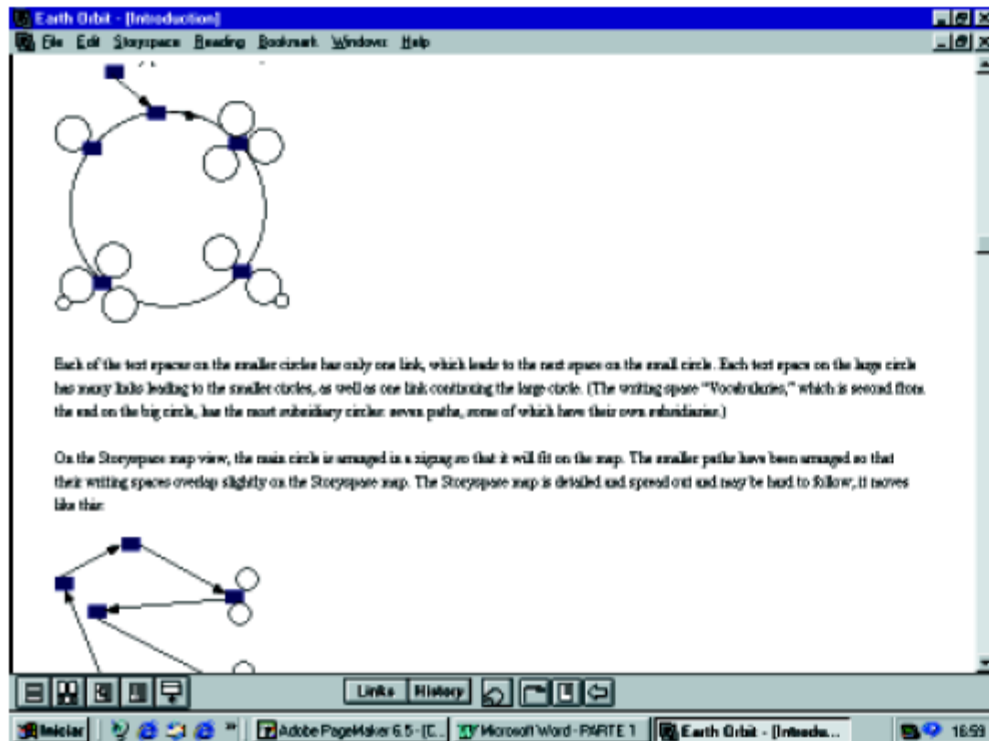 Earth Orbit - [Introduction]
File Edit Storyspace Reading Bookmark Windows Help
Each of the text spaces on the smaller circles has only one link, which leads to the next space on the small circle. Each text space on the large circle
has many links leading to the smaller circles, as well as one link continuing the large circle. (The writing space "Vocabularies," which is second from
the end on the big circle, has the most subsidiary circles: seven paths, some of which have their own subsidiaries.)
On the Storyspace map view, the main circle is arranged in a zigzag so that it will fit on the map. The smaller paths have been arranged so that
their writing spaces overlap slightly on the Storyspace map. The Storyspace map is detailed and spread out and may be hard to follow, it moves
like this:
Links History
Iniciar Adobe PageMaker 6.5 - [C... Microsoft Word - PARTE 1 Earth Orbit - [Introdu... 16:59